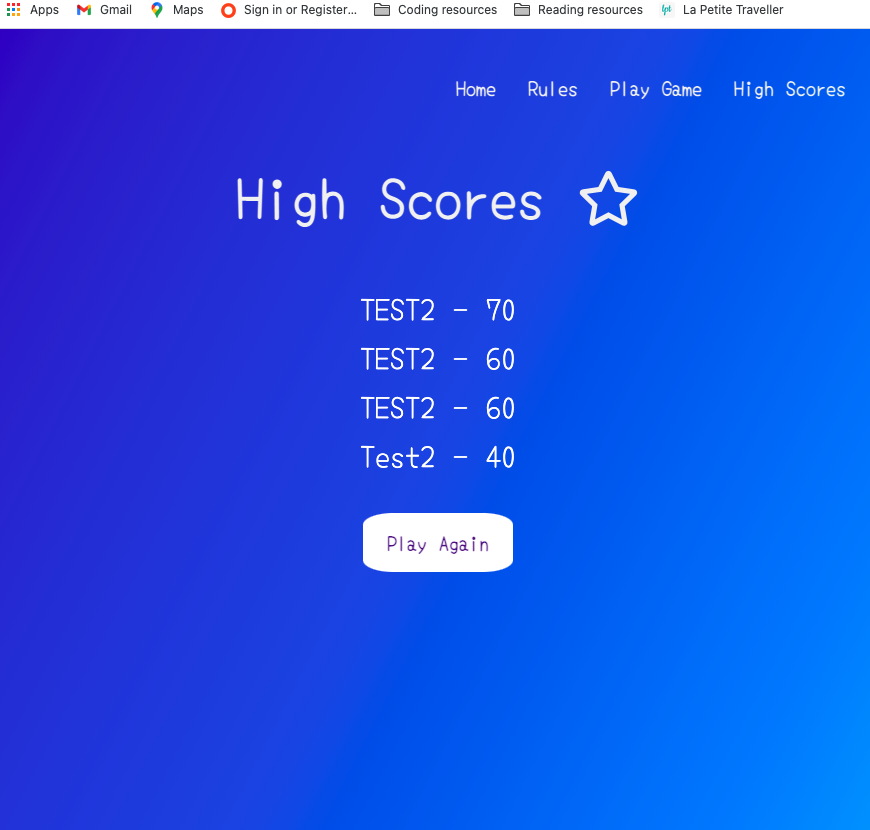 Apps Gmail Maps Sign in or Register... Coding resources Reading resources lpt La Petite Traveller
Home Rules Play Game High Scores
High Scores
TEST2 - 70
TEST2 - 60
TEST2 - 60
Test2 - 40
Play Again